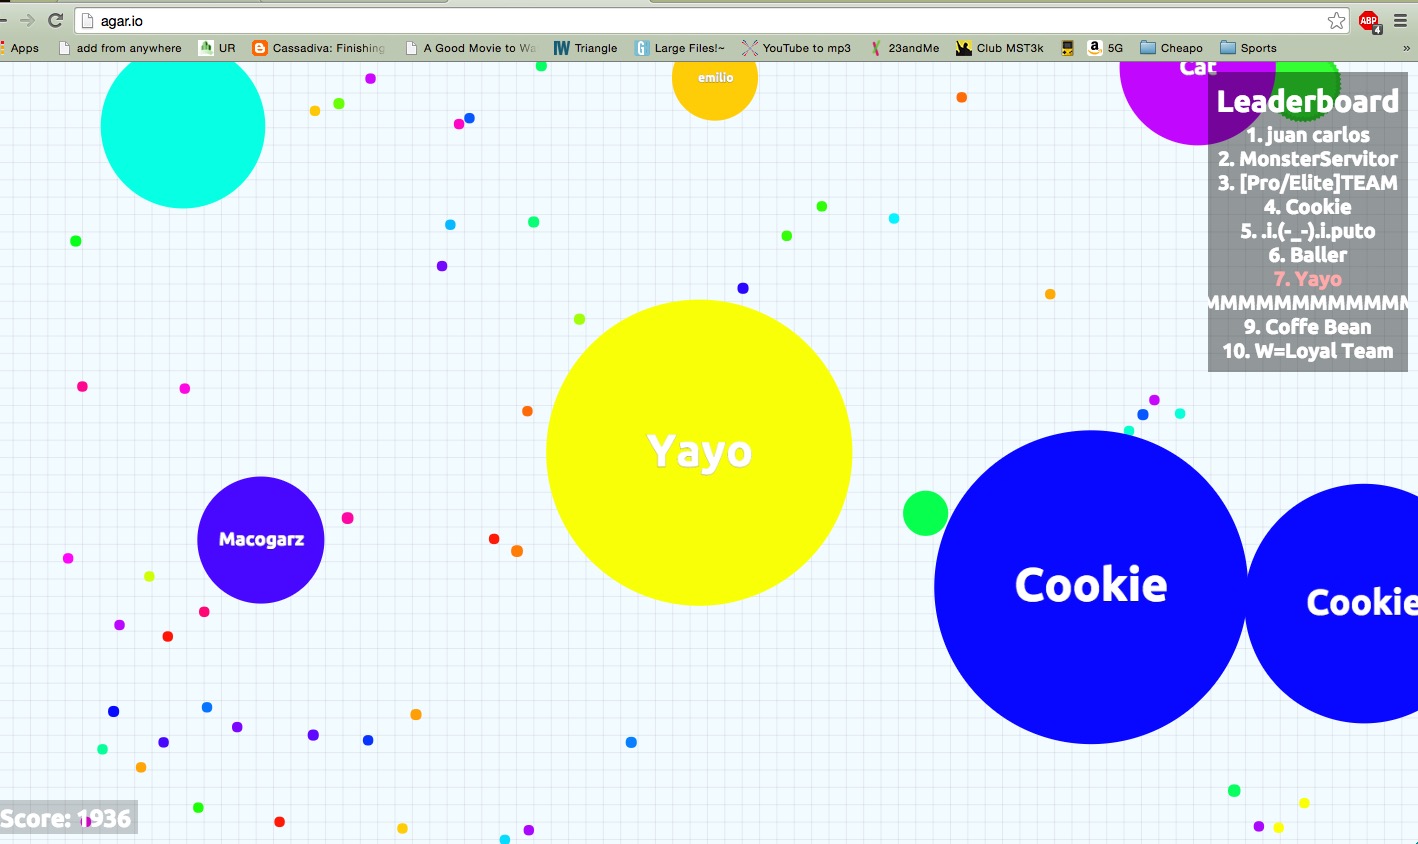 agar.io
ABP
4
Apps add from anywhere UR Cassadiva: Finishing A Good Movie to Wa Triangle Large Files!~ YouTube to mp3 23andMe Club MST3k 5G Cheapo Sports »
emilio
Cat
Leaderboard
1. juan carlos
2. MonsterServitor
3. [Pro/Elite]TEAM
4. Cookie
5. .i.(-_-).i.puto
6. Baller
7. Yayo
MMMMMMMMMMMM
9. Coffe Bean
10. W=Loyal Team
Yayo
Macogarz
Cookie
Cookie
Score: 1936